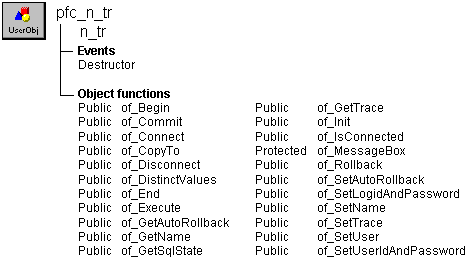 UserObj
pfc_n_tr
n_tr
Events
Destructor
Object functions
Public of_Begin Public of_GetTrace
Public of_Commit Public of_Init
Public of_Connect Public of_IsConnected
Public of_CopyTo Protected of_MessageBox
Public of_Disconnect Public of_Rollback
Public of_DistinctValues Public of_SetAutoRollback
Public of_End Public of_SetLogidAndPassword
Public of_Execute Public of_SetName
Public of_GetAutoRollback Public of_SetTrace
Public of_GetName Public of_SetUser
Public of_GetSqlState Public of_SetUserIdAndPassword